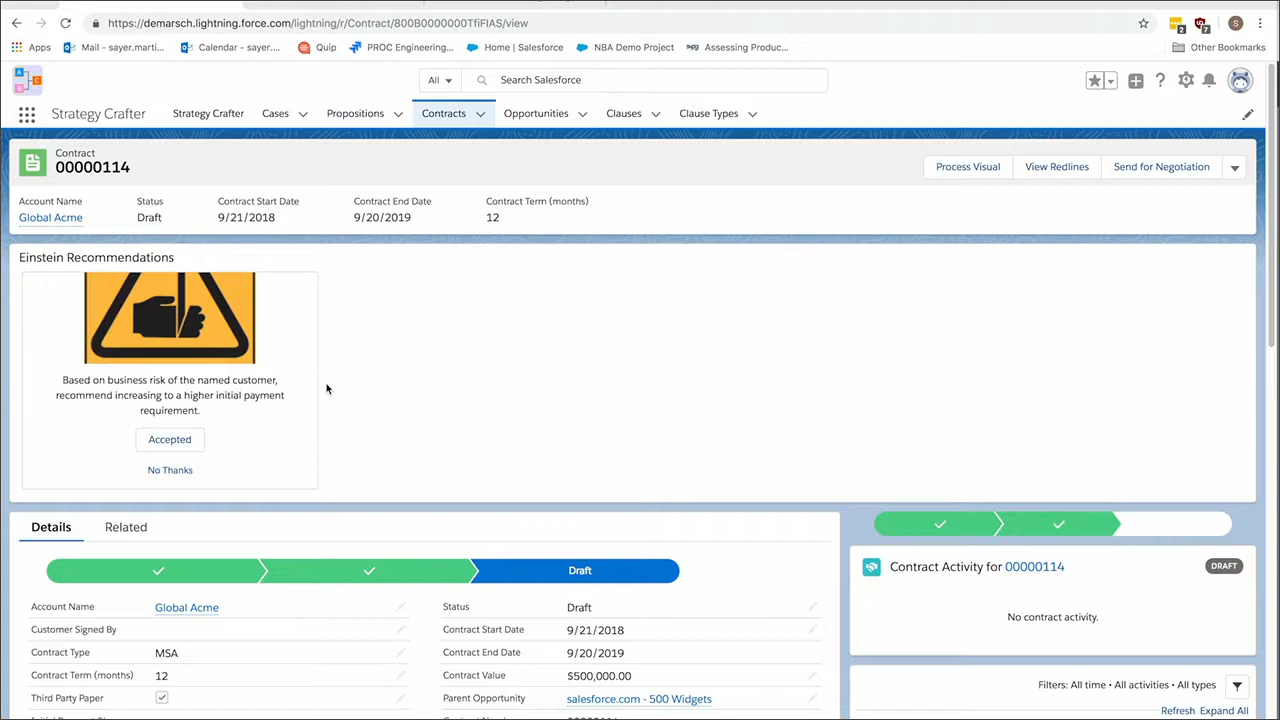 https://demarsch.lightning.force.com/lightning/r/Contract/800B0000000TfiFIAS/view
S
Apps
Mail - sayer.marti...
Calendar - sayer....
Quip
PROC Engineering...
Home | Salesforce
NBA Demo Project
Assessing Produc...
Other Bookmarks
All
Search Salesforce
Strategy Crafter
Strategy Crafter
Cases
Propositions
Contracts
Opportunities
Clauses
Clause Types
Contract
00000114
Process Visual
View Redlines
Send for Negotiation
Account Name
Status
Contract Start Date
Contract End Date
Contract Term (months)
Global Acme
Draft
9/21/2018
9/20/2019
12
Einstein Recommendations
Based on business risk of the named customer,
recommend increasing to a higher initial payment
requirement.
Accepted
No Thanks
Details
Related
Draft
Account Name
Global Acme
Status
Draft
Customer Signed By
Contract Start Date
9/21/2018
Contract Type
MSA
Contract End Date
9/20/2019
Contract Term (months)
12
Contract Value
$500,000.00
Third Party Paper
Parent Opportunity
salesforce.com - 500 Widgets
Contract Activity for 00000114
DRAFT
No contract activity.
Filters: All time • All activities • All types
Refresh
Expand All